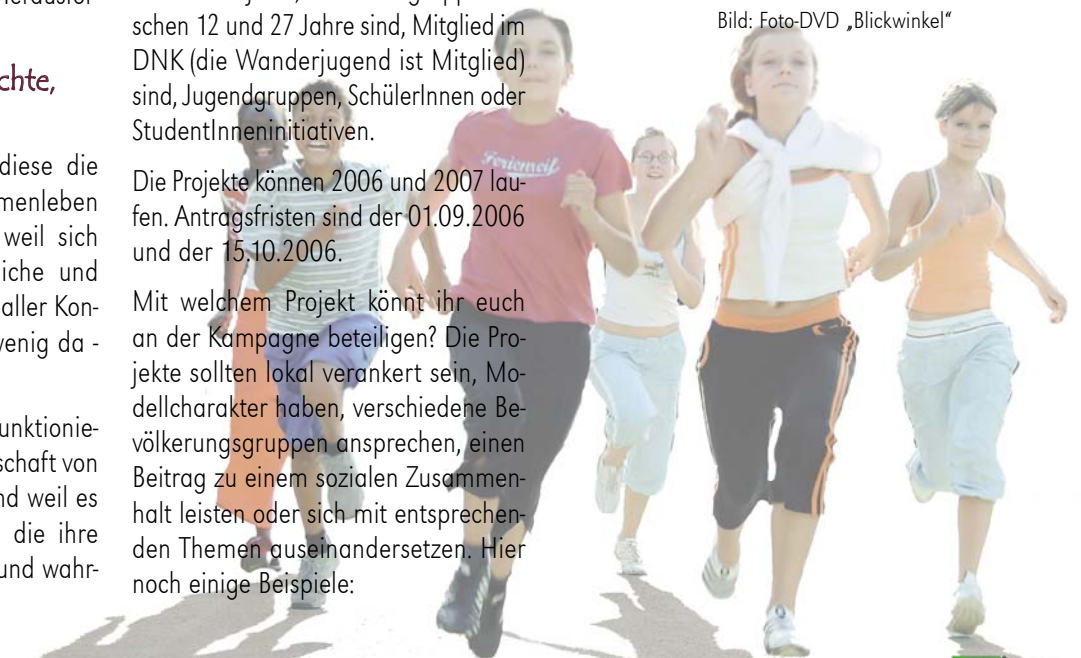 chte,
diese die
menleben
weil sich
iche und
aller Kon-
venig da -
unktionie-
schaft von
nd weil es
die ihre
und wahr-
schen 12 und 27 Jahre sind, Mitglied im
DNK (die Wanderjugend ist Mitglied)
sind, Jugendgruppen, SchülerInnen oder
StudentInneninitiativen.
Die Projekte können 2006 und 2007 lau-
fen. Antragsfristen sind der 01.09.2006
und der 15.10.2006.
Mit welchem Projekt könnt ihr euch
an der Kampagne beteiligen? Die Pro-
jekte sollten lokal verankert sein, Mo-
dellcharakter haben, verschiedene Be-
völkerungsgruppen ansprechen, einen
Beitrag zu einem sozialen Zusammen-
halt leisten oder sich mit entsprechen-
den Themen auseinandersetzen. Hier
noch einige Beispiele:
Bild: Foto-DVD „Blickwinkel“